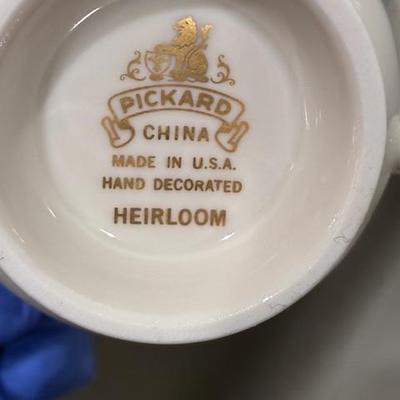 PICKARD
CHINA
MADE IN U.S.A.
HAND DECORATED
HEIRLOOM